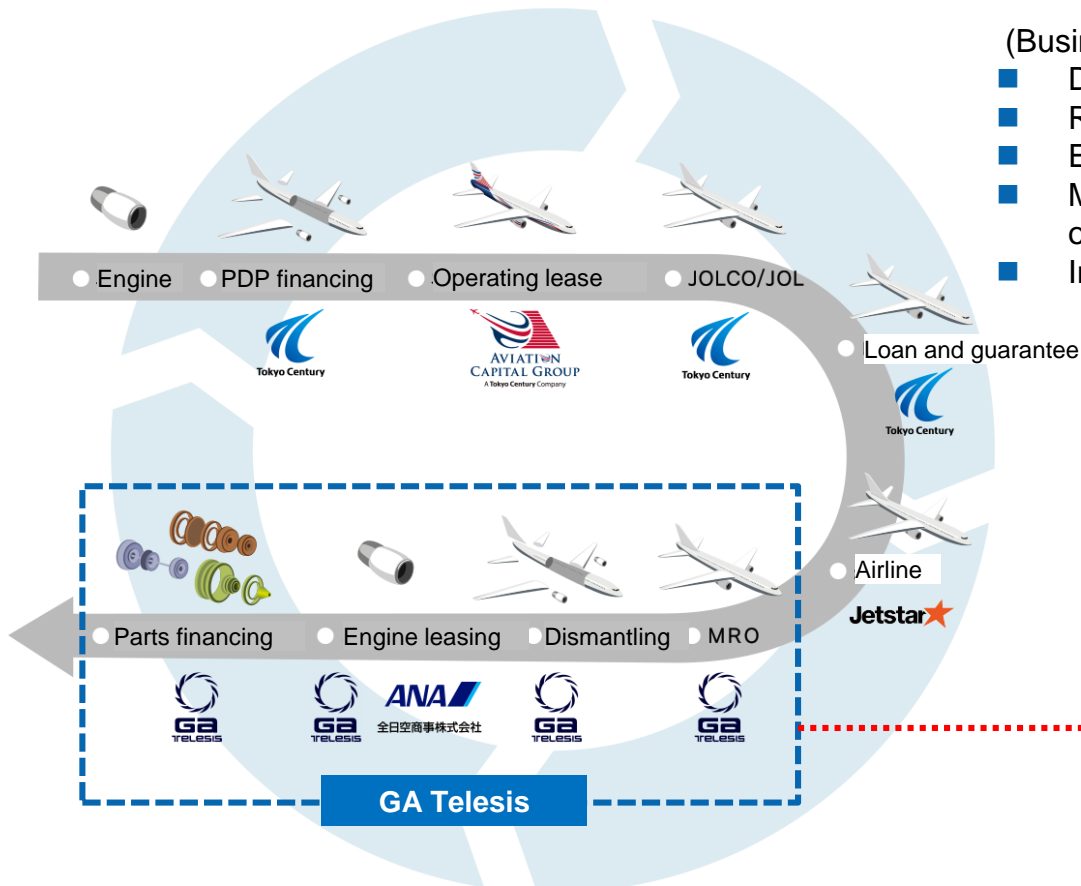 (Busin
Engine
PDP financing
Operating lease
JOLCO/JOL
Tokyo Century
AVIATION
CAPITAL GROUP
A Tokyo Century Company
Tokyo Century
Loan and guarantee
Tokyo Century
Airline
Jetstar
Parts financing
Engine leasing
Dismantling
MRO
Ga
TELESIS
Ga
TELESIS
ANA
全日空商事株式会社
Ga
TELESIS
Ga
TELESIS
GA Telesis